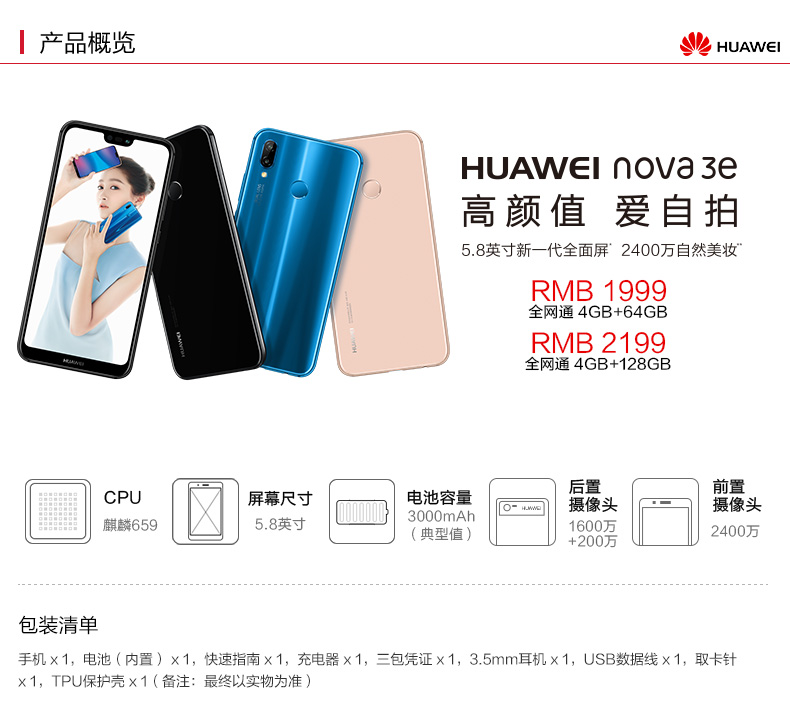 产品概览
HUAWEI
HUAWEI nova 3e
高颜值 爱自拍
5.8英寸新一代全面屏* 2400万自然美妆**
RMB 1999
全网通 4GB+64GB
RMB 2199
全网通 4GB+128GB
HUAWEI
HUAWEI
HUAWEI
CPU
麒麟659
屏幕尺寸
5.8英寸
电池容量
3000mAh
（典型值）
HUAWEI
后置
摄像头
1600万
+200万
前置
摄像头
2400万
包装清单
手机 x 1，电池（内置）x 1，快速指南 x 1，充电器 x 1，三包凭证 x 1，3.5mm耳机 x 1，USB数据线 x 1，取卡针
x 1，TPU保护壳 x 1（备注：最终以实物为准）